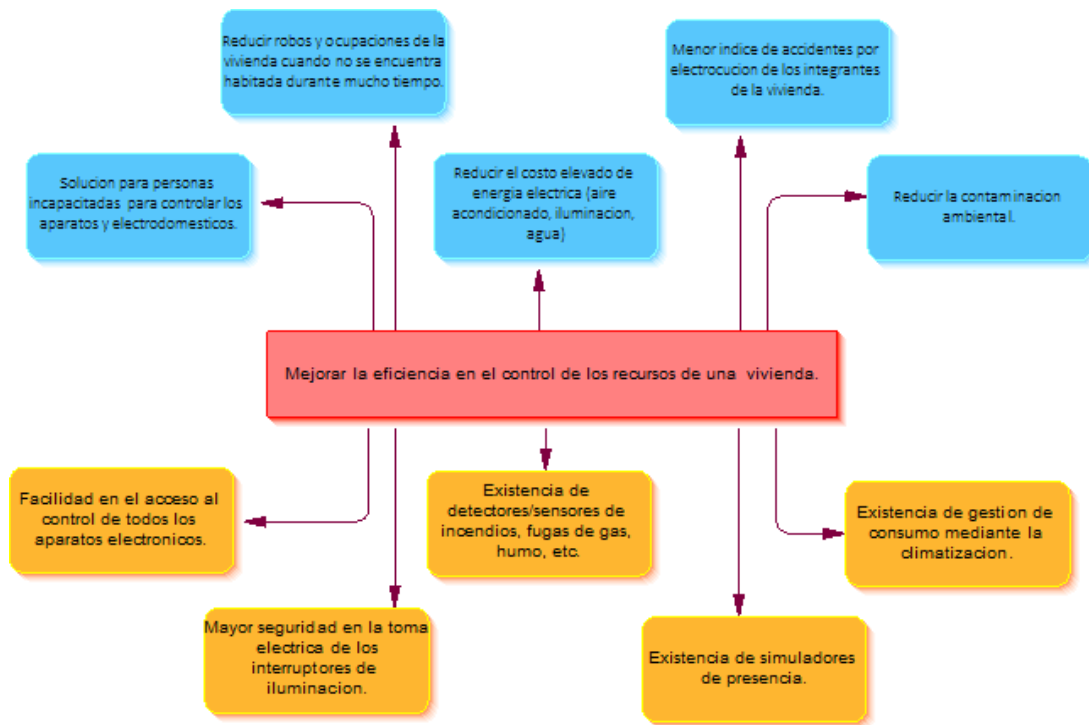 Reducir robos y ocupaciones de la
vivienda cuando no se encuentra
habitada durante mucho tiempo.
Menor indice de accidentes por
electrocucion de los integrantes
de la vivienda.
Solucion para personas
incapacitadas para controlar los
aparatos y electrodomesticos.
Reducir el costo elevado de
energia electrica (aire
acondicionado, iluminacion,
agua)
Reducir la contaminacion
ambiental.
Mejorar la eficiencia en el control de los recursos de una vivienda.
Facilidad en el acceso al
control de todos los
aparatos electronicos.
Existencia de
detectores/sensores de
incendios, fugas de gas,
humo, etc.
Existencia de gestion de
consumo mediante la
climatizacion.
Mayor seguridad en la toma
electrica de los
interruptores de
iluminacion.
Existencia de simuladores
de presencia.